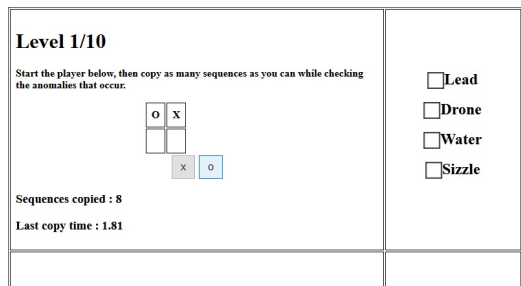 Level 1/10
Start the player below, then copy as many sequences as you can while checking
the anomalies that occur.
O X
X O
Sequences copied : 8
Last copy time : 1.81
Lead
Drone
Water
Sizzle